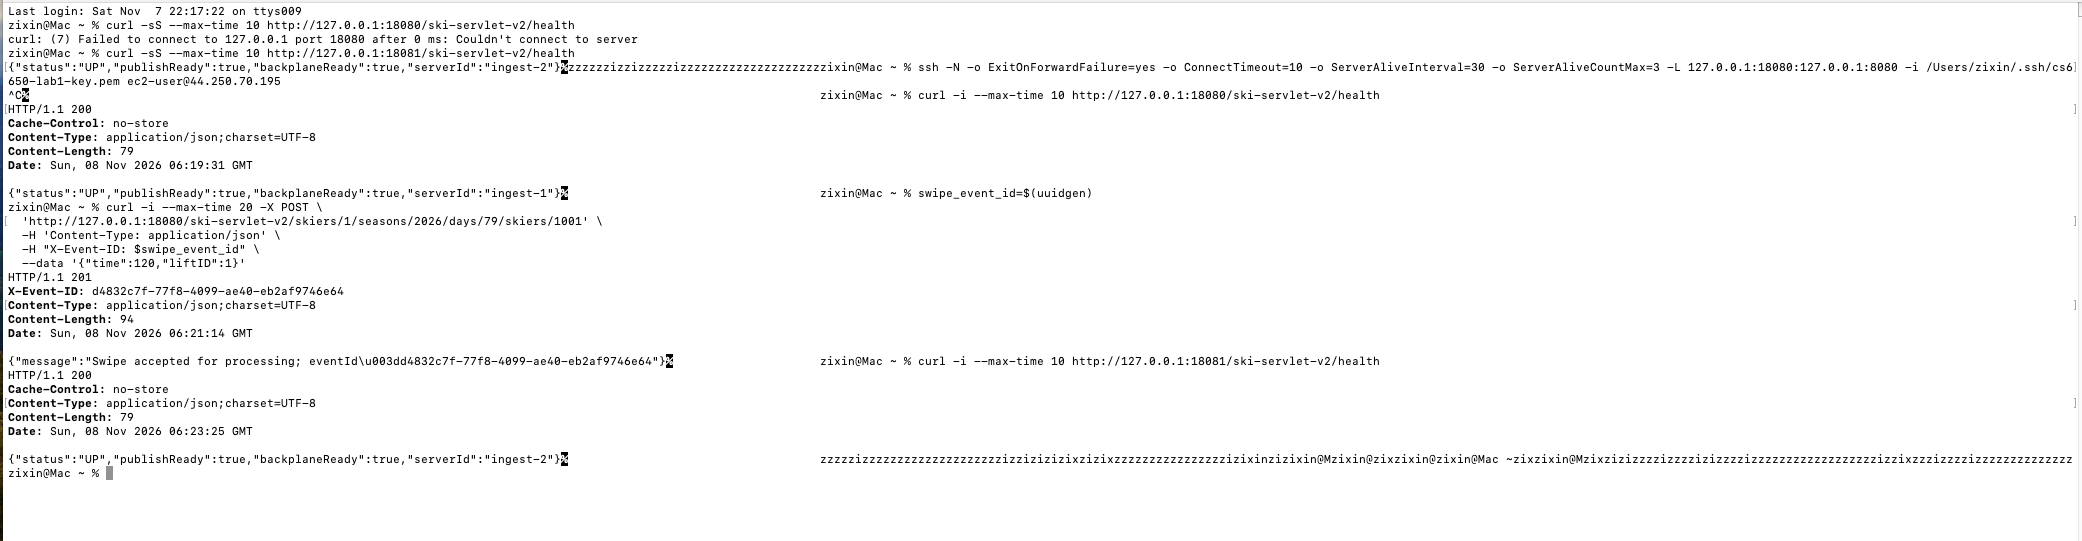 Last login: Sat Nov  7 22:17:22 on ttys009
zixin@Mac ~ % curl -sS --max-time 10 http://127.0.0.1:18080/ski-servlet-v2/health
curl: (7) Failed to connect to 127.0.0.1 port 18080 after 0 ms: Couldn't connect to server
zixin@Mac ~ % curl -sS --max-time 10 http://127.0.0.1:18081/ski-servlet-v2/health
{"status":"UP","publishReady":true,"backplaneReady":true,"serverId":"ingest-2"}% zixin@Mac ~ % ssh -N -o ExitOnForwardFailure=yes -o ConnectTimeout=10 -o ServerAliveInterval=30 -o ServerAliveCountMax=3 -L 127.0.0.1:18080:127.0.0.1:8080 -i /Users/zixin/.ssh/cs6
650-lab1-key.pem ec2-user@44.250.70.195
^C% zixin@Mac ~ % curl -i --max-time 10 http://127.0.0.1:18080/ski-servlet-v2/health
HTTP/1.1 200
Cache-Control: no-store
Content-Type: application/json;charset=UTF-8
Content-Length: 79
Date: Sun, 08 Nov 2026 06:19:31 GMT
{"status":"UP","publishReady":true,"backplaneReady":true,"serverId":"ingest-1"}% zixin@Mac ~ % swipe_event_id=$(uuidgen)
zixin@Mac ~ % curl -i --max-time 20 -X POST \
'http://127.0.0.1:18080/ski-servlet-v2/skiers/1/seasons/2026/days/79/skiers/1001' \
-H 'Content-Type: application/json' \
-H "X-Event-ID: $swipe_event_id" \
--data '{"time":120,"liftID":1}'
HTTP/1.1 201
X-Event-ID: d4832c7f-77f8-4099-ae40-eb2af9746e64
Content-Type: application/json;charset=UTF-8
Content-Length: 94
Date: Sun, 08 Nov 2026 06:21:14 GMT
{"message":"Swipe accepted for processing; eventId\u003dd4832c7f-77f8-4099-ae40-eb2af9746e64"}% zixin@Mac ~ % curl -i --max-time 10 http://127.0.0.1:18081/ski-servlet-v2/health
HTTP/1.1 200
Cache-Control: no-store
Content-Type: application/json;charset=UTF-8
Content-Length: 79
Date: Sun, 08 Nov 2026 06:23:25 GMT
{"status":"UP","publishReady":true,"backplaneReady":true,"serverId":"ingest-2"}%
zixin@Mac ~ %